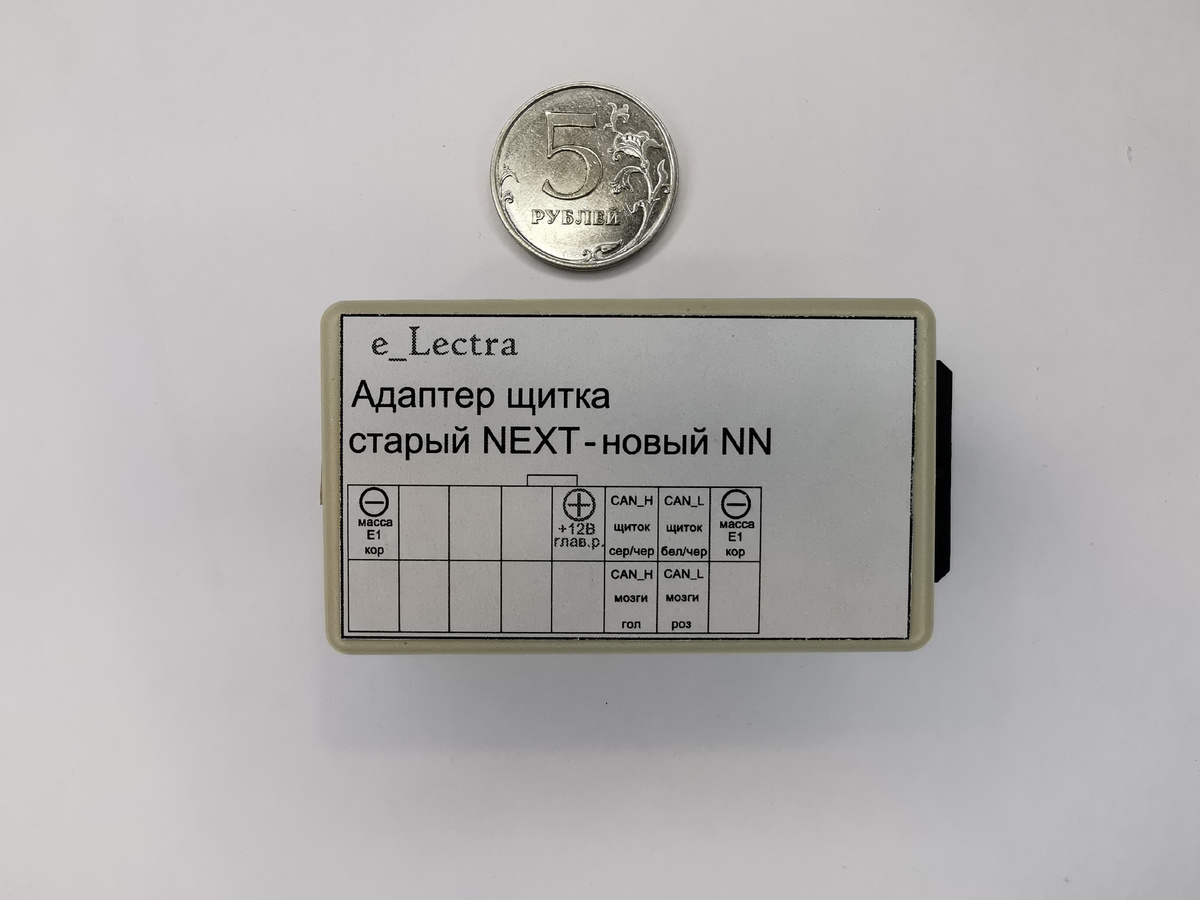 5
РУБЛЕЙ
e_Lectra
Адаптер щитка
старый NEXT - новый NN
масса
E1
кор
+12В
глав.р.
CAN_H
щиток
сер/чер
CAN_L
щиток
бел/чер
масса
E1
кор
CAN_H
мозги
гол
CAN_L
мозги
роз